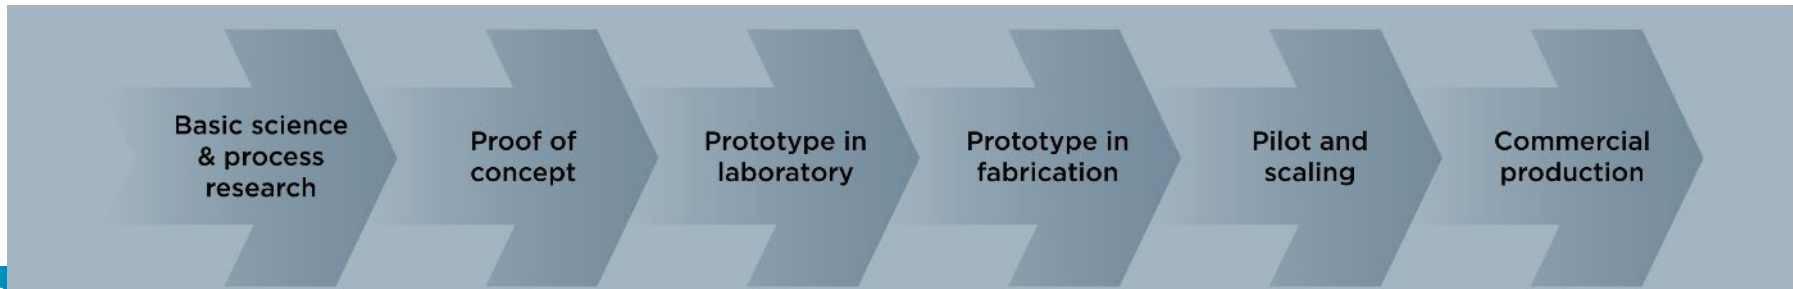 Basic science
& process
research
Proof of
concept
Prototype in
laboratory
Prototype in
fabrication
Pilot and
scaling
Commercial
production